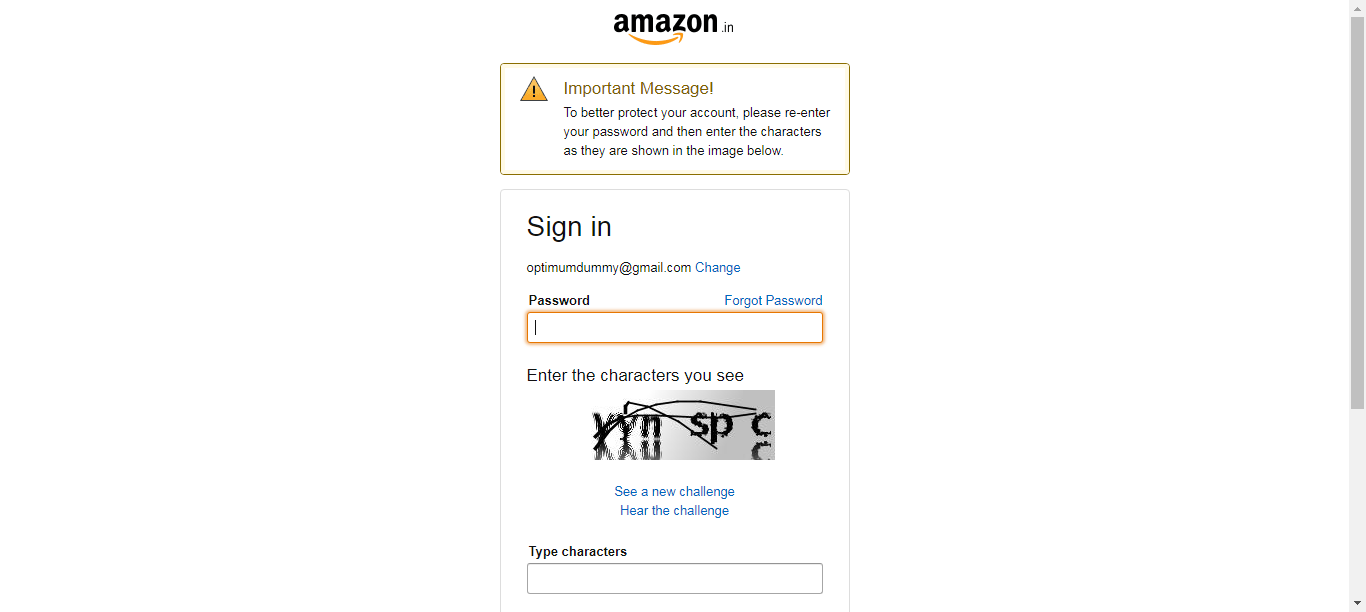 amazon.in
Important Message!
To better protect your account, please re-enter
your password and then enter the characters
as they are shown in the image below.
Sign in
optimumdummy@gmail.com Change
Password Forgot Password
Enter the characters you see
See a new challenge
Hear the challenge
Type characters